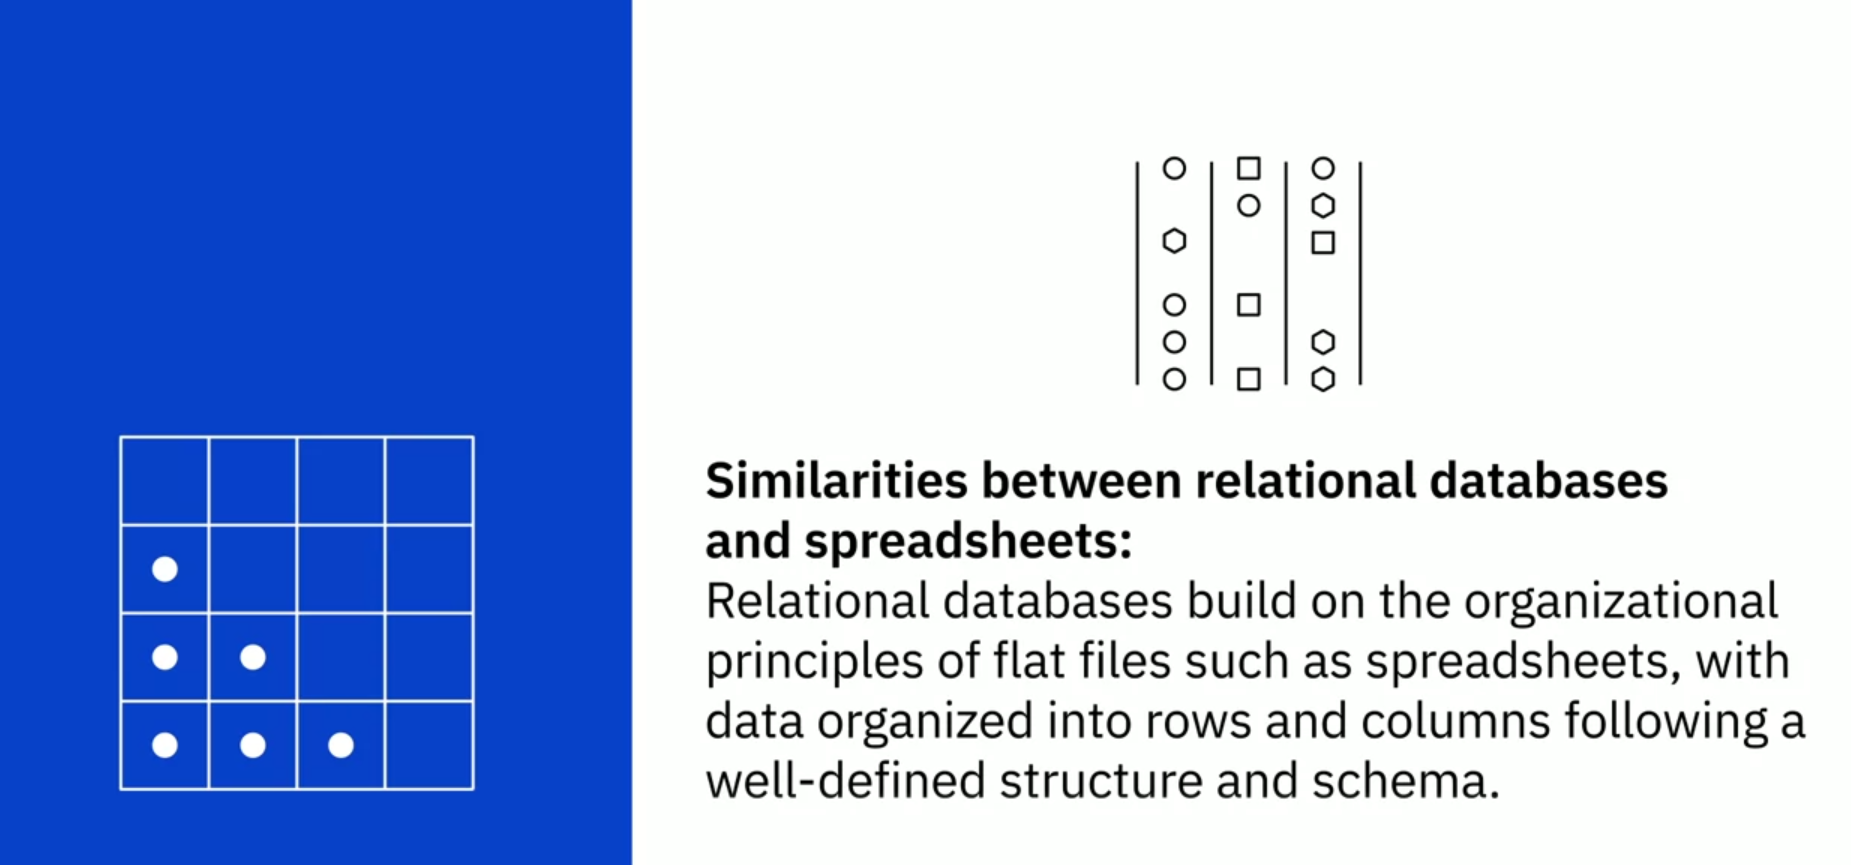 Similarities between relational databases
and spreadsheets:
Relational databases build on the organizational
principles of flat files such as spreadsheets, with
data organized into rows and columns following a
well-defined structure and schema.